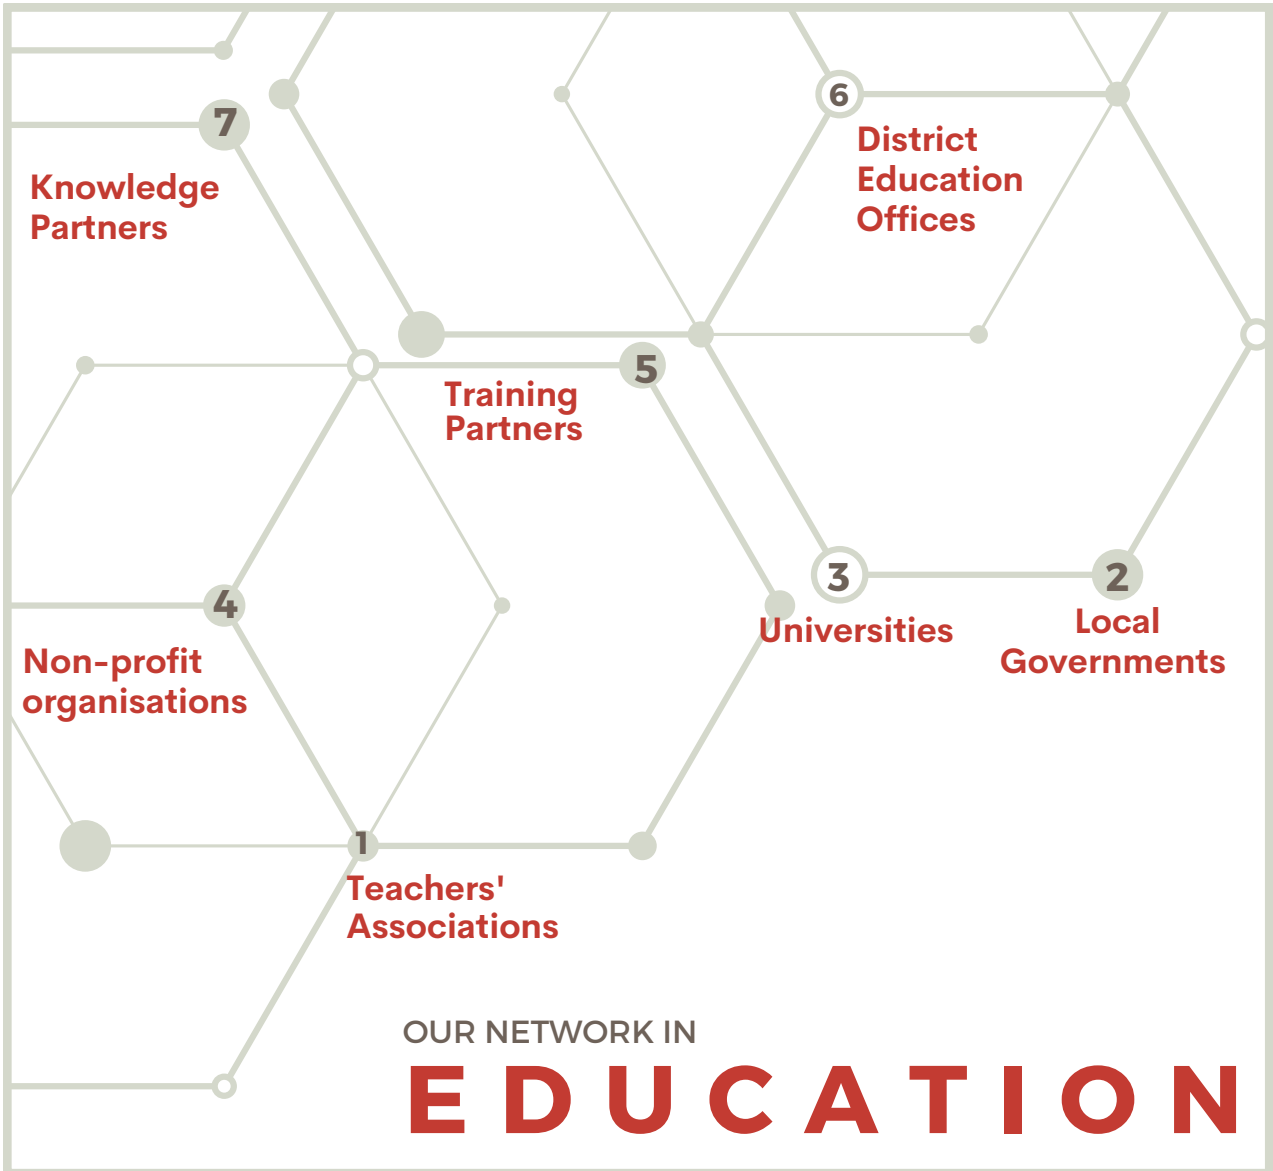 7
Knowledge
Partners
6
District
Education
Offices
5
Training
Partners
4
Non-profit
organisations
3
Universities
2
Local
Governments
1
Teachers'
Associations
OUR NETWORK IN
EDUCATION